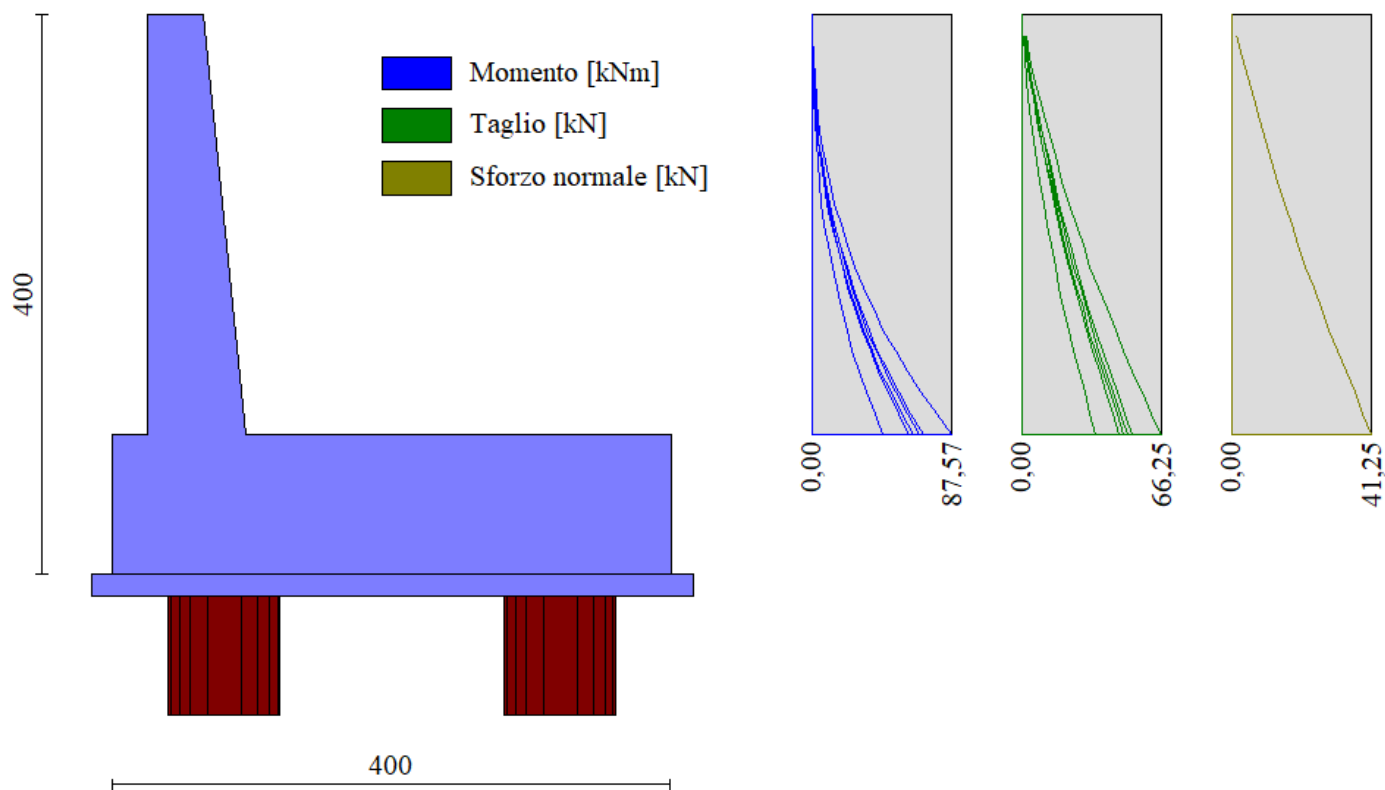 400
Momento [kNm]
Taglio [kN]
Sforzo normale [kN]
400
0,00
87,57
0,00
66,25
0,00
41,25